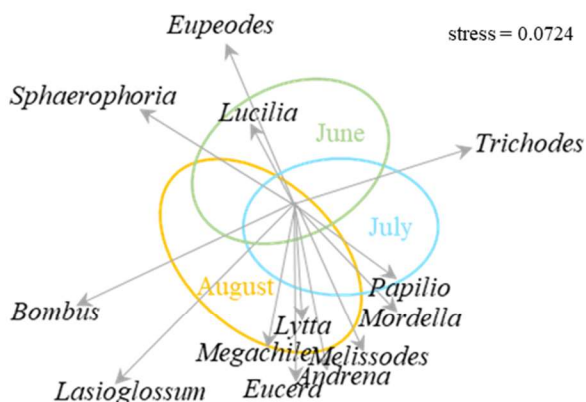 Eupeodes
stress = 0.0724
Sphaerophoria
Lucilia
June
Trichodes
July
August
Papilio
Bombus
Lytta
Mordella
Megachile
Melissodes
Andrena
Lasioglossum
Eucera